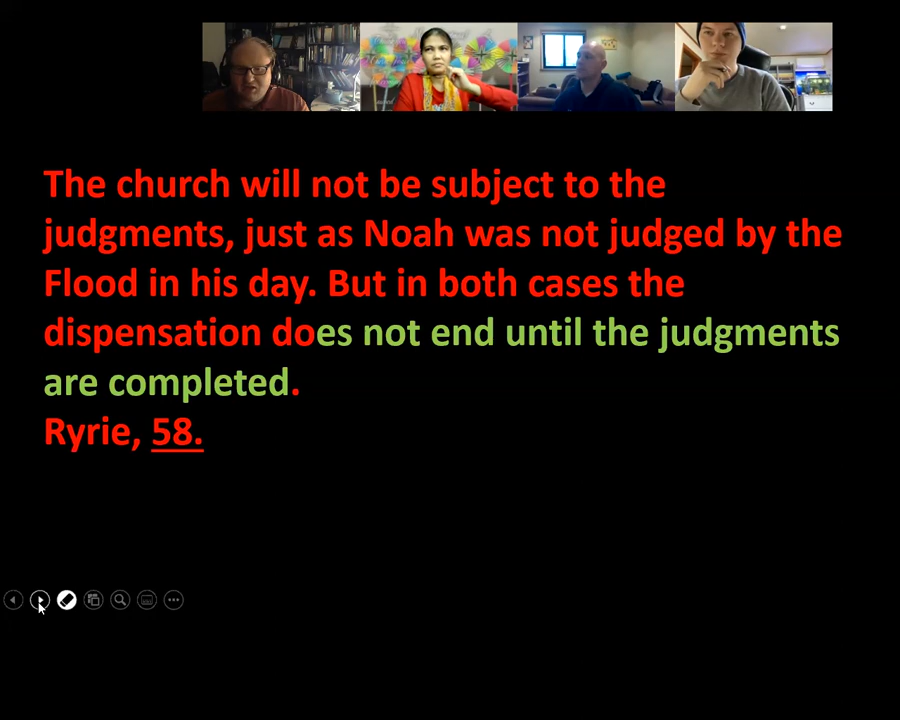 The church will not be subject to the
judgments, just as Noah was not judged by the
Flood in his day. But in both cases the
dispensation does not end until the judgments
are completed.
Ryrie, 58.